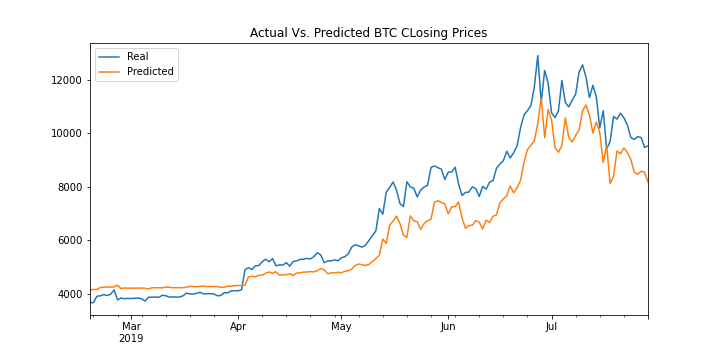 Actual Vs. Predicted BTC CLosing Prices
Real
Predicted
12000
10000
8000
6000
4000
Mar
2019
Apr
May
Jun
Jul